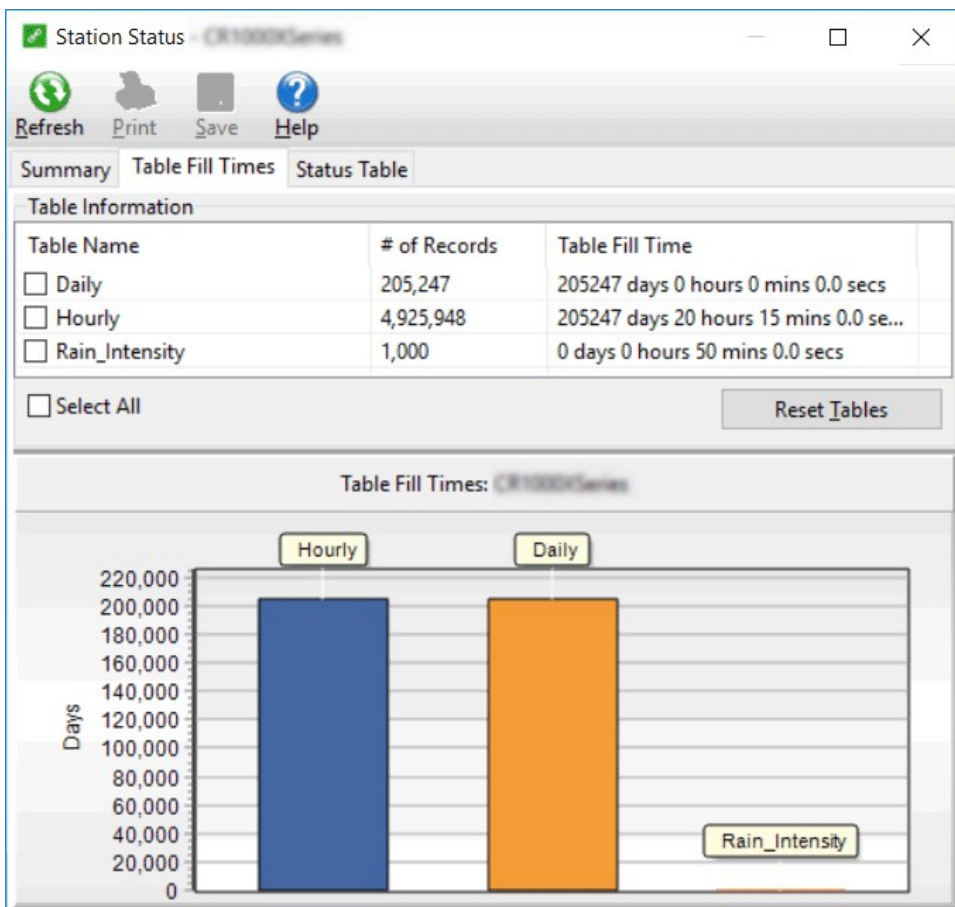 Station Status -
Refresh Print Save Help
Summary Table Fill Times Status Table
Table Information
Table Name # of Records Table Fill Time
Daily 205,247 205247 days 0 hours 0 mins 0.0 secs
Hourly 4,925,948 205247 days 20 hours 15 mins 0.0 se...
Rain_Intensity 1,000 0 days 0 hours 50 mins 0.0 secs
Select All Reset Tables
Table Fill Times:
Hourly Daily
220,000
200,000
180,000
160,000
140,000
120,000
Days
100,000
80,000
60,000
40,000
Rain_Intensity
20,000
0